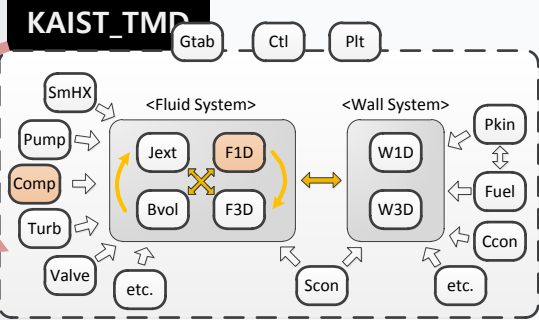 KAIST_TMD
Gtab
Ctl
Plt
SmHX
<Fluid System>
<Wall System>
Pump
Jext
F1D
W1D
Pkin
Comp
Bvol
F3D
W3D
Fuel
Turb
Ccon
Valve
etc.
Scon
etc.